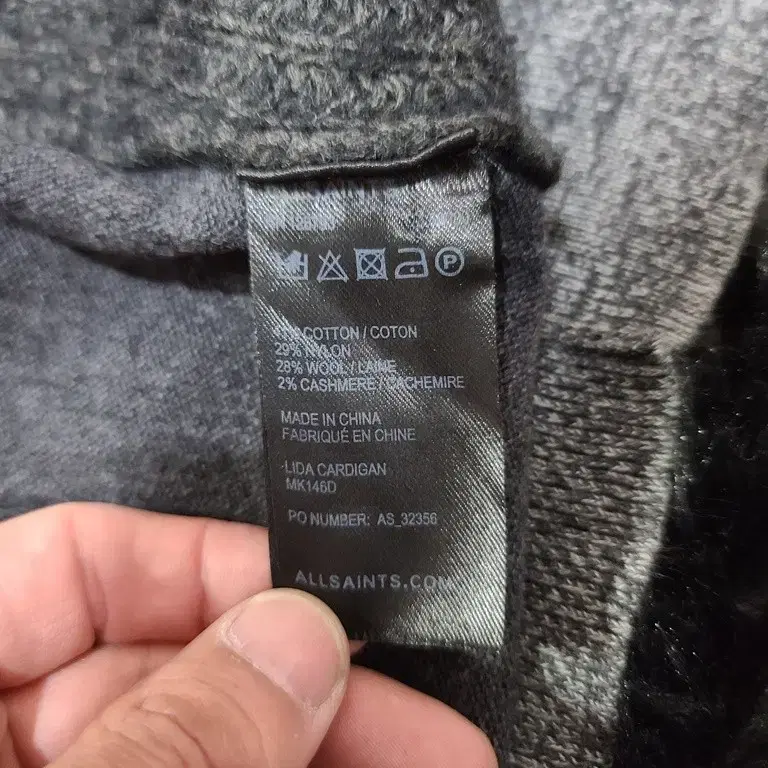 COTTON / COTON
29% NYLON
28% WOOL / LAINE
2% CASHMERE / CACHEMIRE
MADE IN CHINA
FABRIQUÉ EN CHINE
LIDA CARDIGAN
MK146D
PO NUMBER: AS_32356
ALLSAINTS.COM